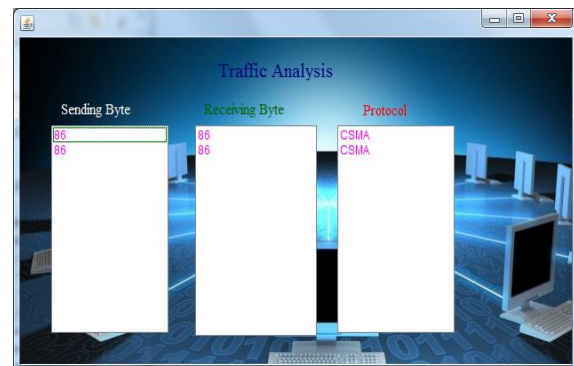 Traffic Analysis
Sending Byte Receiving Byte Protocol
86 86 CSMA
86 86 CSMA